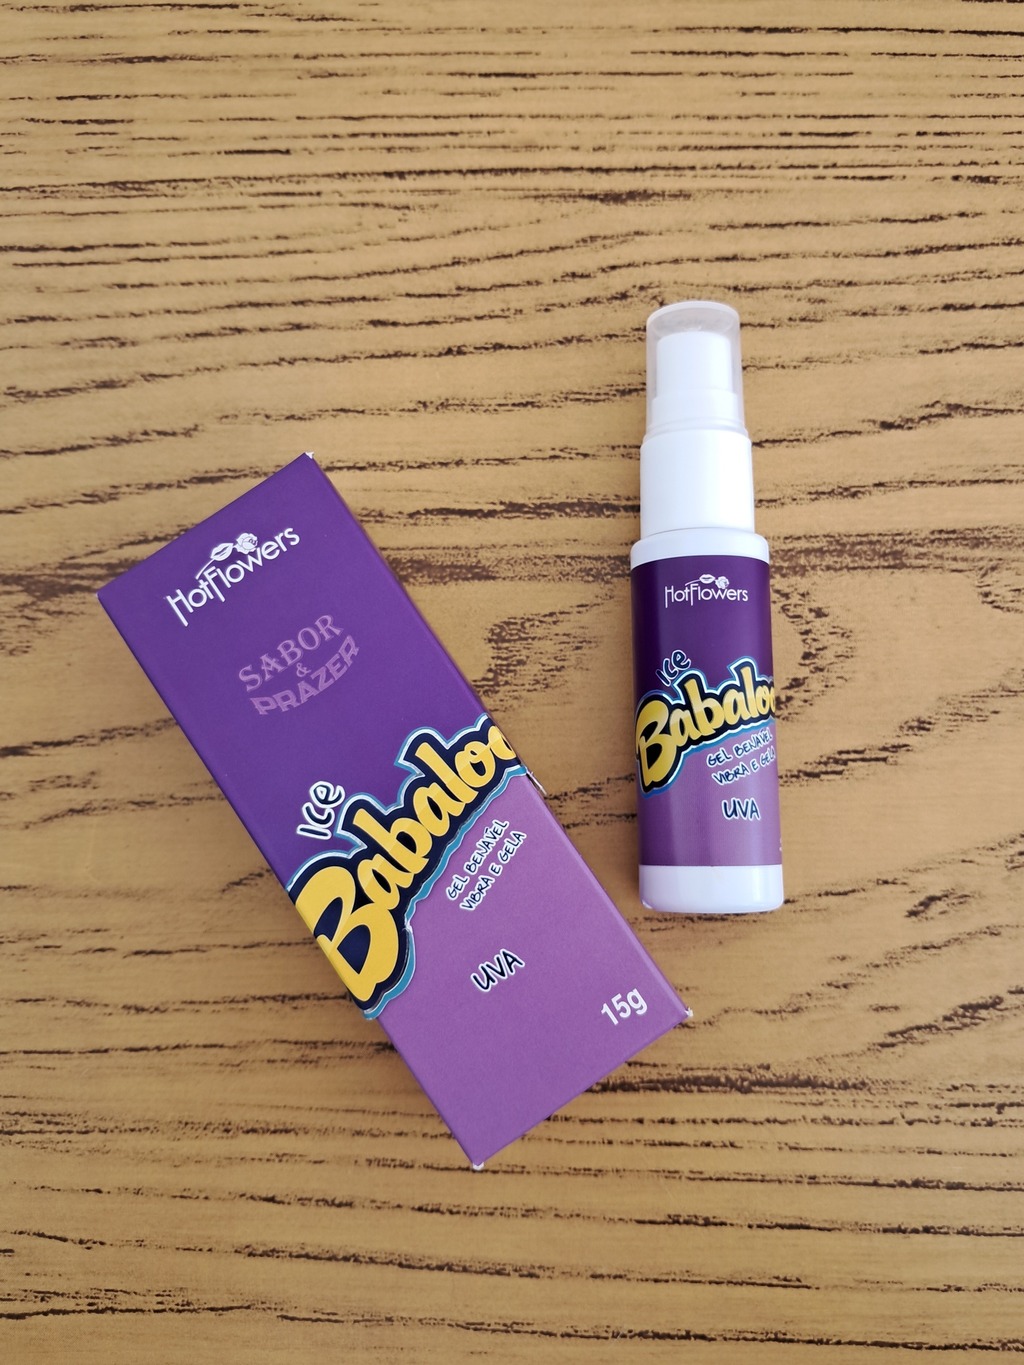 HotFlowers
SABOR
&
PRAZER
ICE
Babaloo
GEL BEIJÁVEL
VIBRA E GELA
UVA
15g
HotFlowers
ICE
Babaloo
GEL BEIJÁVEL
VIBRA E GELA
UVA